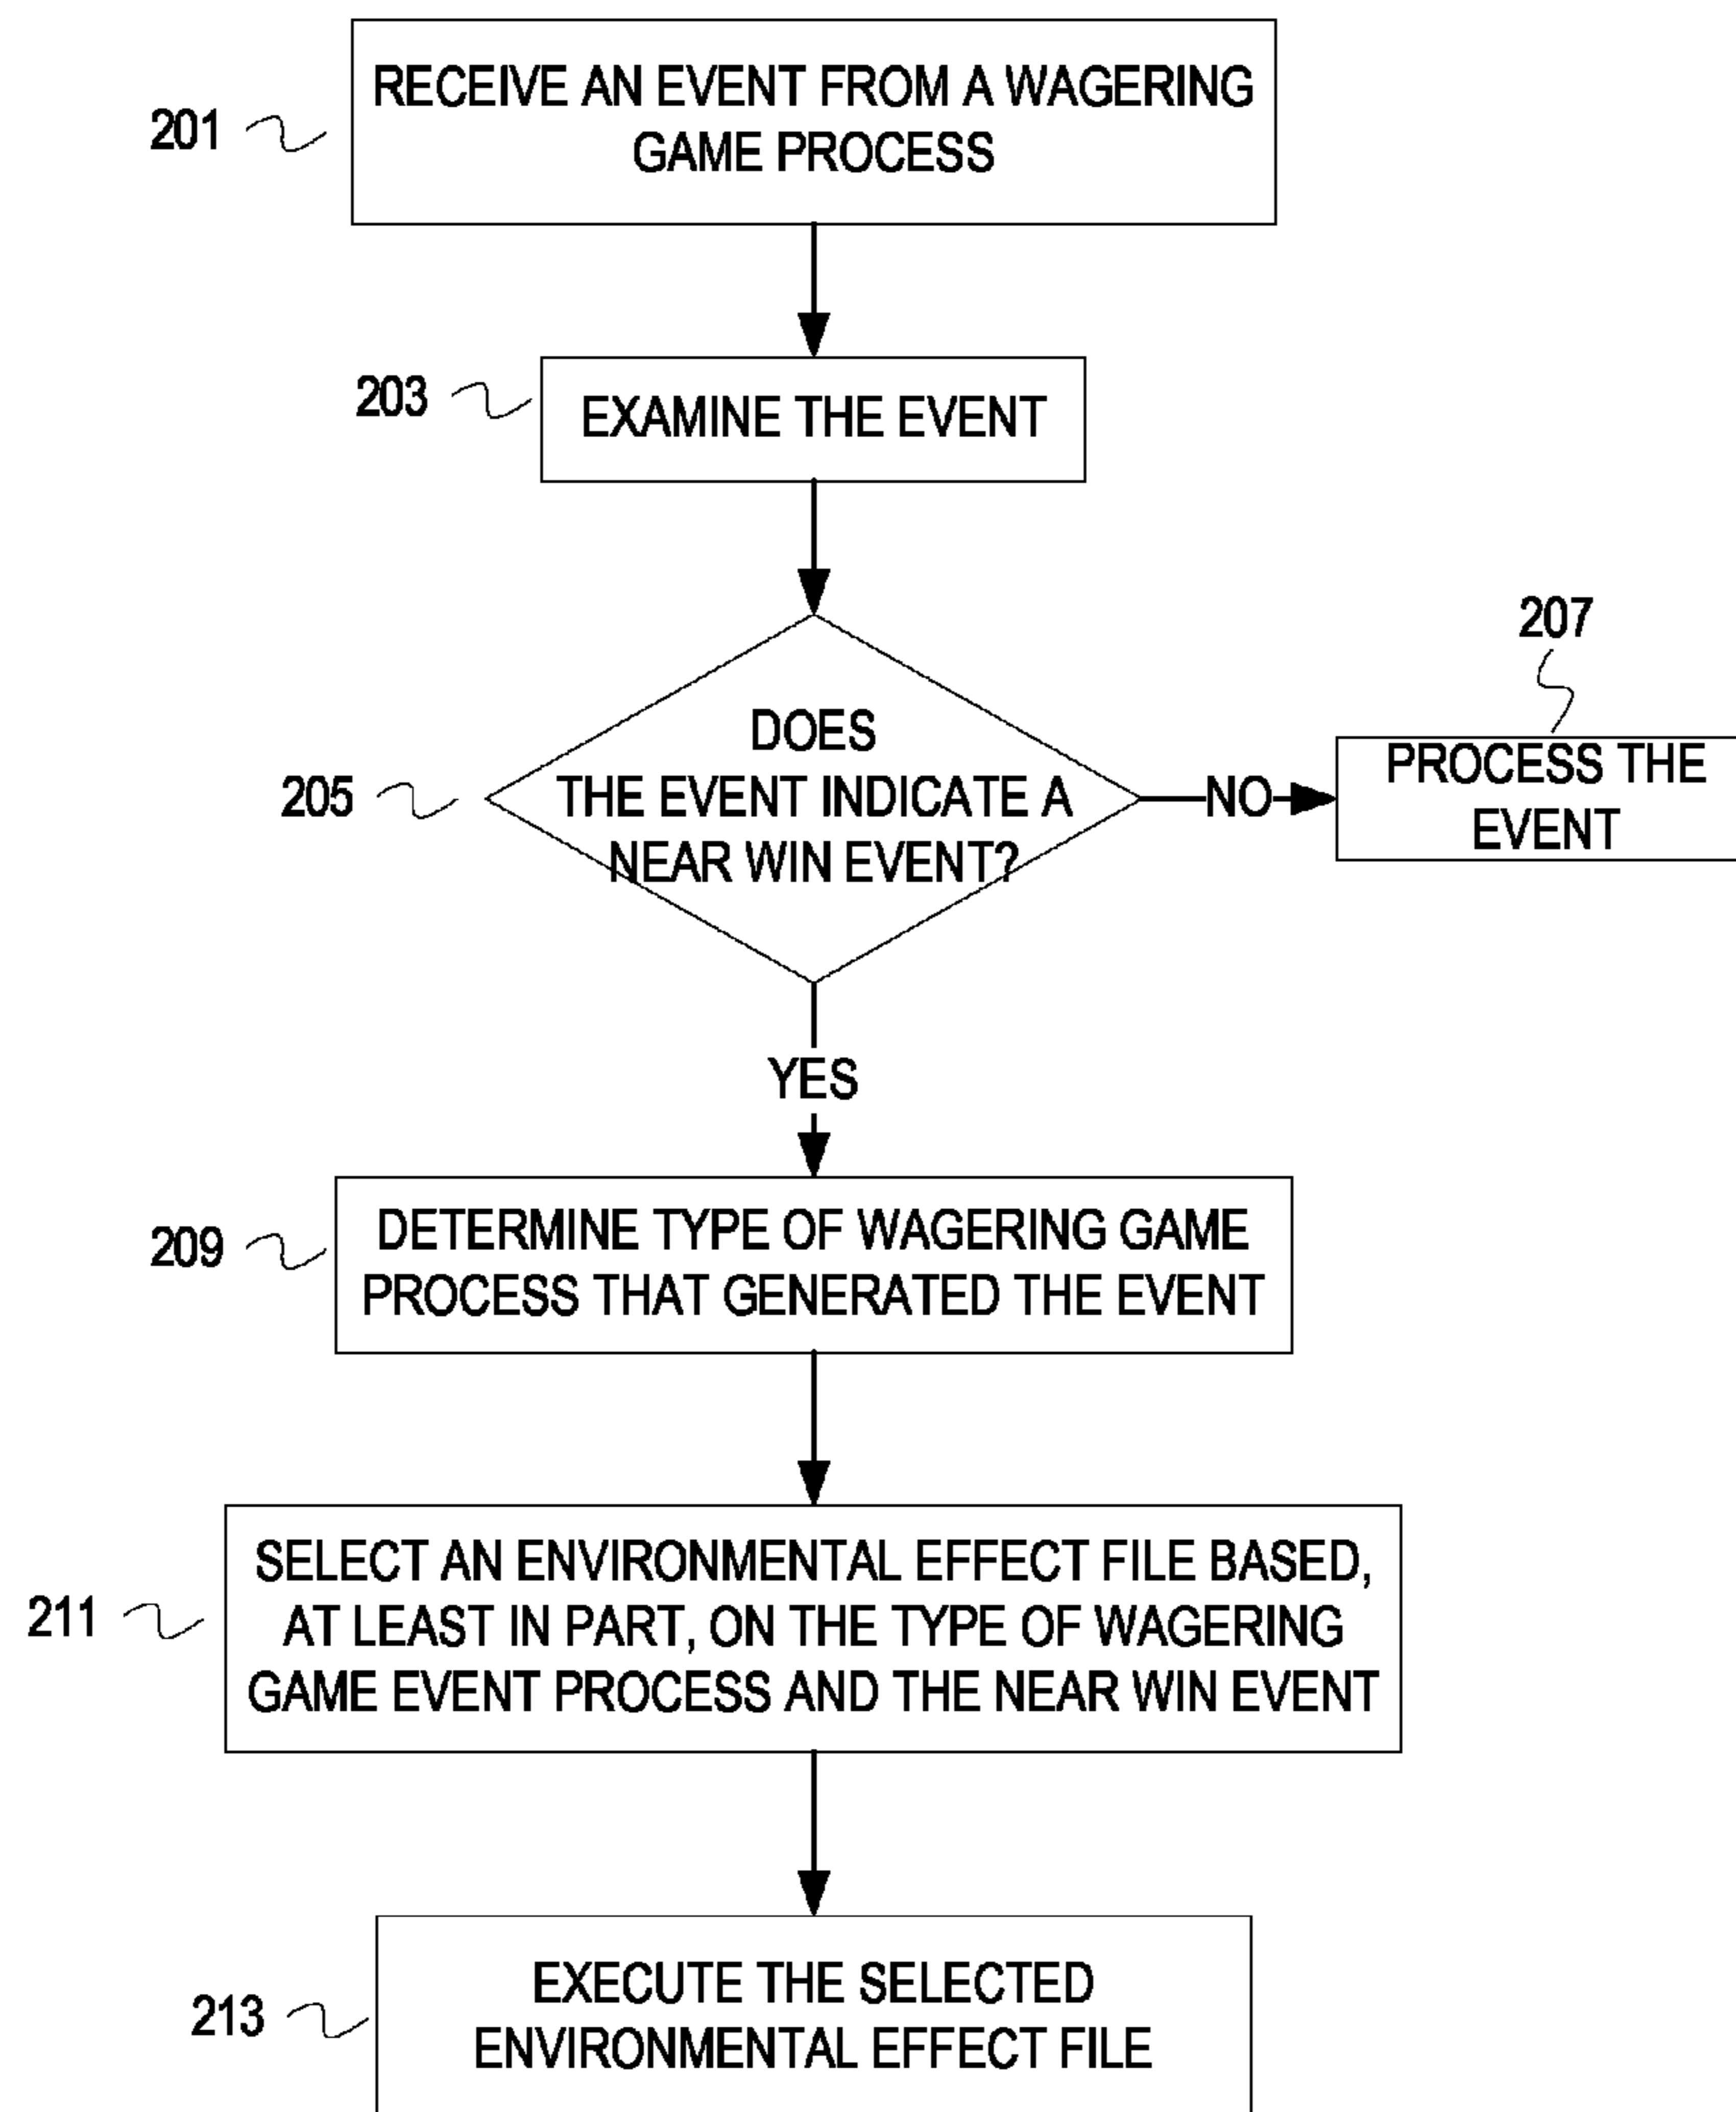 201
RECEIVE AN EVENT FROM A WAGERING
GAME PROCESS
203
EXAMINE THE EVENT
205
DOES
THE EVENT INDICATE A
NEAR WIN EVENT?
NO
207
PROCESS THE
EVENT
YES
209
DETERMINE TYPE OF WAGERING GAME
PROCESS THAT GENERATED THE EVENT
211
SELECT AN ENVIRONMENTAL EFFECT FILE BASED,
AT LEAST IN PART, ON THE TYPE OF WAGERING
GAME EVENT PROCESS AND THE NEAR WIN EVENT
213
EXECUTE THE SELECTED
ENVIRONMENTAL EFFECT FILE